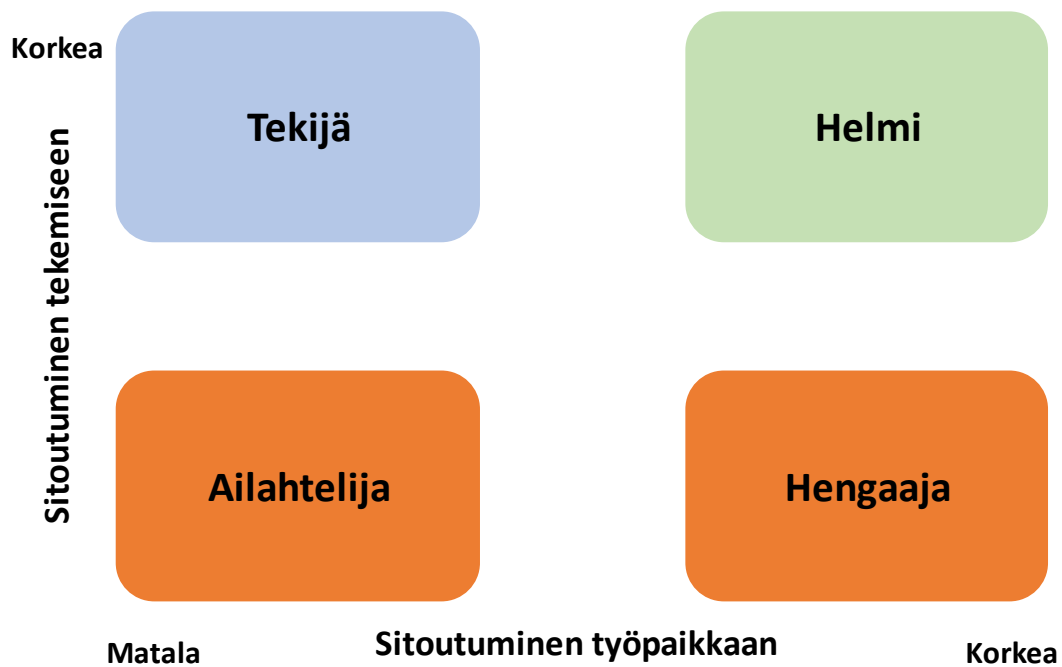 Korkea
Tekijä
Helmi
Sitoutuminen tekemiseen
Ailahtelija
Hengaaja
Matala
Sitoutuminen työpaikkaan
Korkea